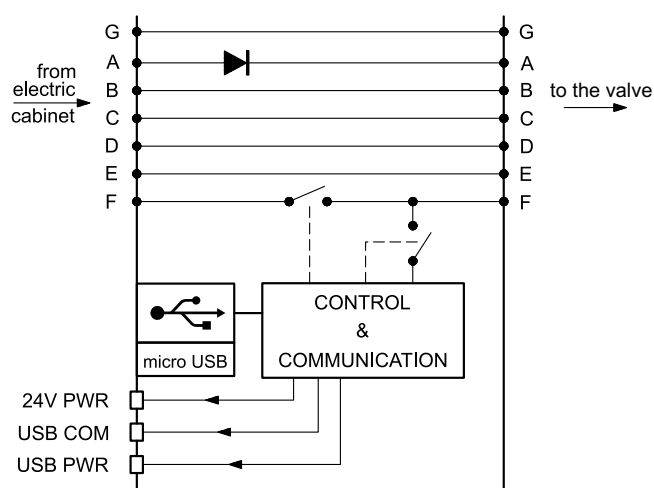 G G
A A
from
electric
cabinet
B B
to the valve
C C
D D
E E
F F
CONTROL
&
COMMUNICATION
micro USB
24V PWR
USB COM
USB PWR